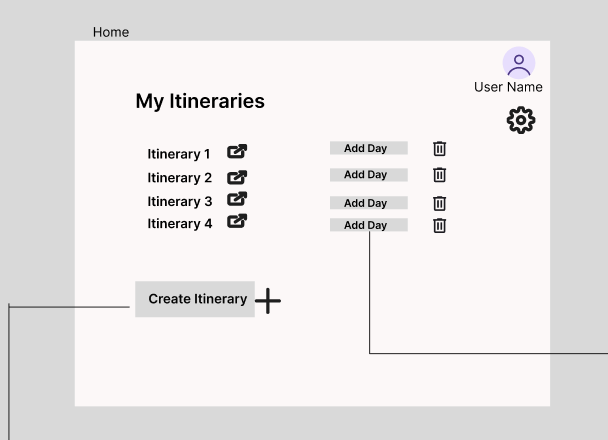 Home
User Name
My Itineraries
Itinerary 1 Add Day
Itinerary 2 Add Day
Itinerary 3 Add Day
Itinerary 4 Add Day
Create Itinerary